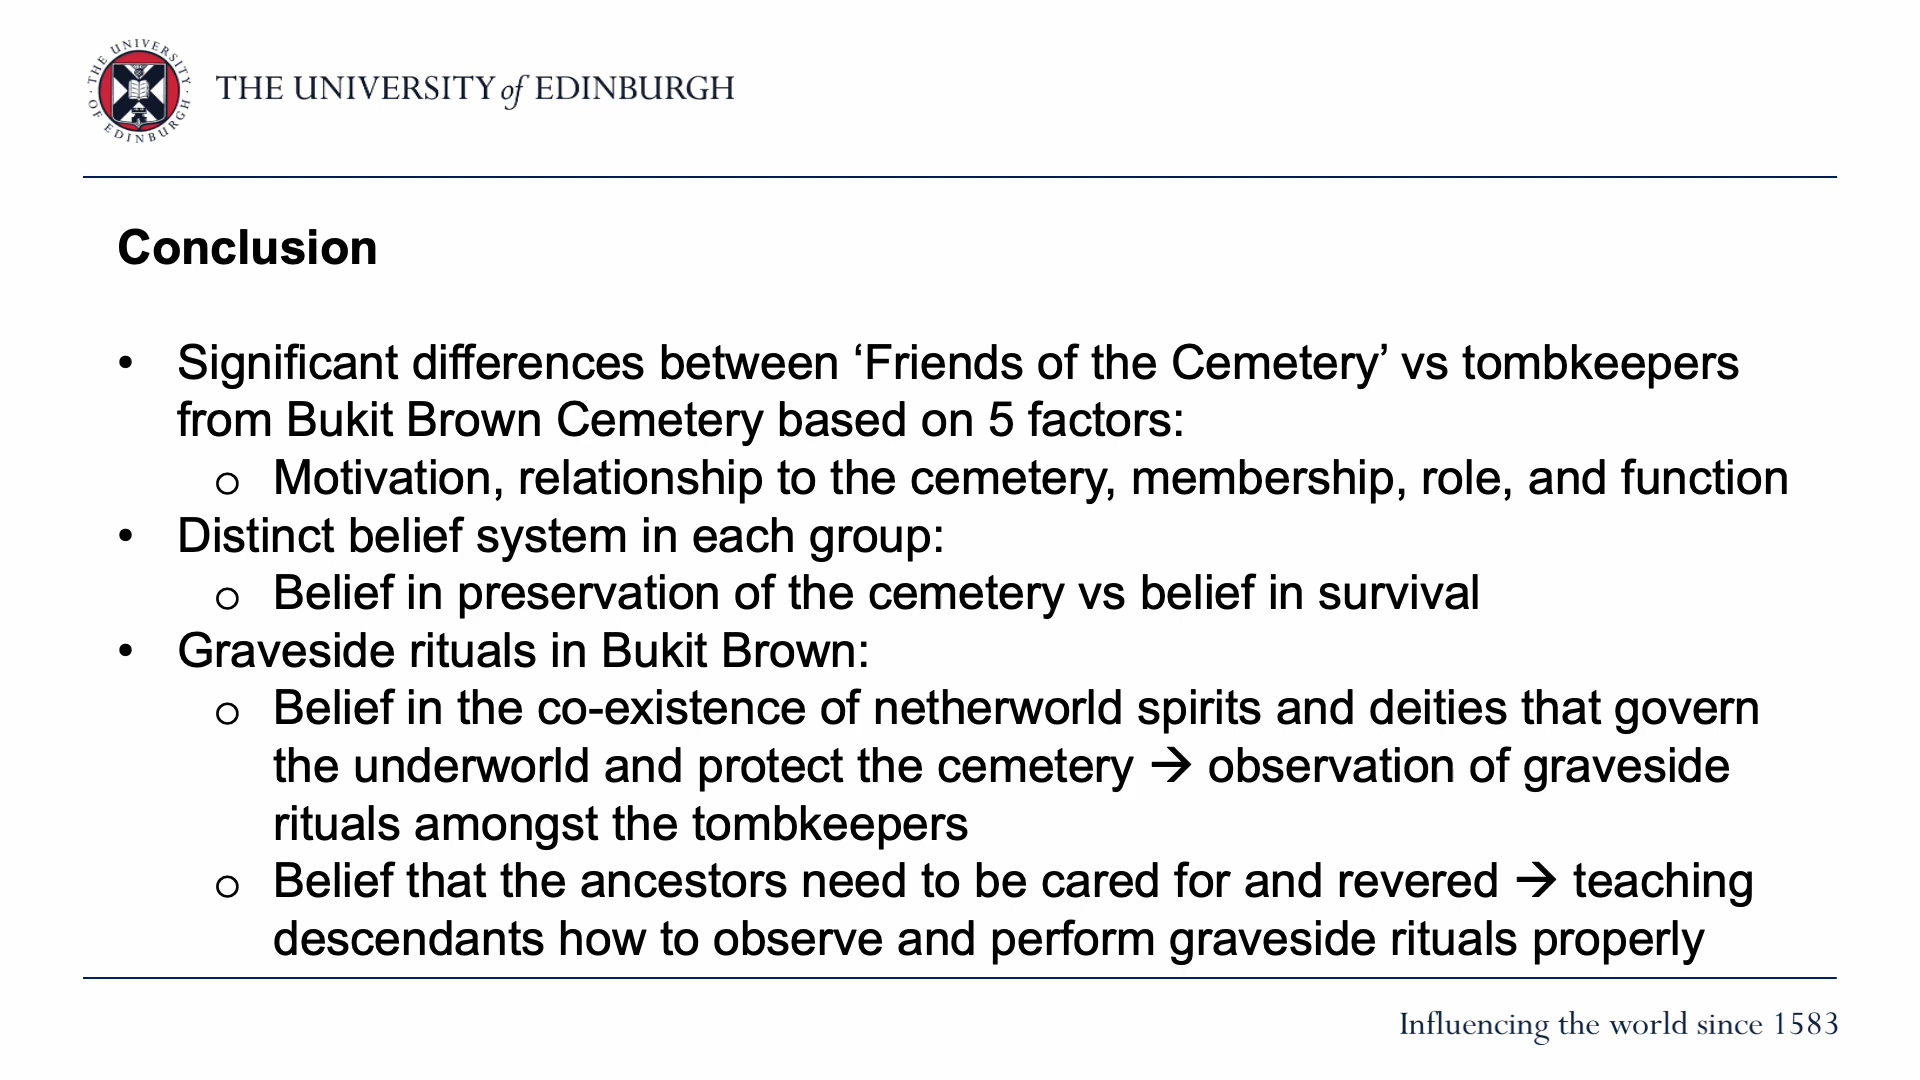 THE UNIVERSITY OF EDINBURGH
THE UNIVERSITY of EDINBURGH
Conclusion
• Significant differences between ‘Friends of the Cemetery’ vs tombkeepers
from Bukit Brown Cemetery based on 5 factors:
o Motivation, relationship to the cemetery, membership, role, and function
• Distinct belief system in each group:
o Belief in preservation of the cemetery vs belief in survival
• Graveside rituals in Bukit Brown:
o Belief in the co-existence of netherworld spirits and deities that govern
the underworld and protect the cemetery → observation of graveside
rituals amongst the tombkeepers
o Belief that the ancestors need to be cared for and revered → teaching
descendants how to observe and perform graveside rituals properly
Influencing the world since 1583